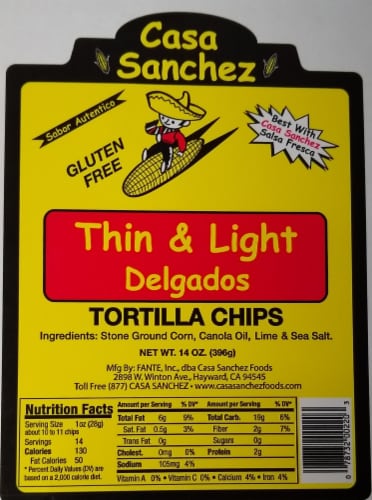 Casa
Sanchez
Sabor Autentico
Best With
Casa Sanchez
Salsa Fresca
GLUTEN
FREE
Thin & Light
Delgados
TORTILLA CHIPS
Ingredients: Stone Ground Corn, Canola Oil, Lime & Sea Salt.
NET WT. 14 OZ. (396g)
Mfg By: FANTE, Inc., dba Casa Sanchez Foods
2898 W. Winton Ave., Hayward, CA 94545
Toll Free (877) CASA SANCHEZ • www.casasanchezfoods.com
Nutrition Facts
Serving Size 1oz (28g)
about 10 to 11 chips
Servings 14
Calories 130
Fat Calories 50
* Percent Daily Values (DV) are
based on a 2,000 calorie diet.
Amount per Serving % DV* Amount per Serving % DV*
Total Fat 6g 9% Total Carb. 19g 6%
Sat. Fat 0.5g 3% Fiber 2g 7%
Trans Fat 0g Sugars 0g
Cholest. 0mg 0% Protein 2g
Sodium 105mg 4%
Vitamin A 0% • Vitamin C 0% • Calcium 4% • Iron 4%
0 78732 00220 3